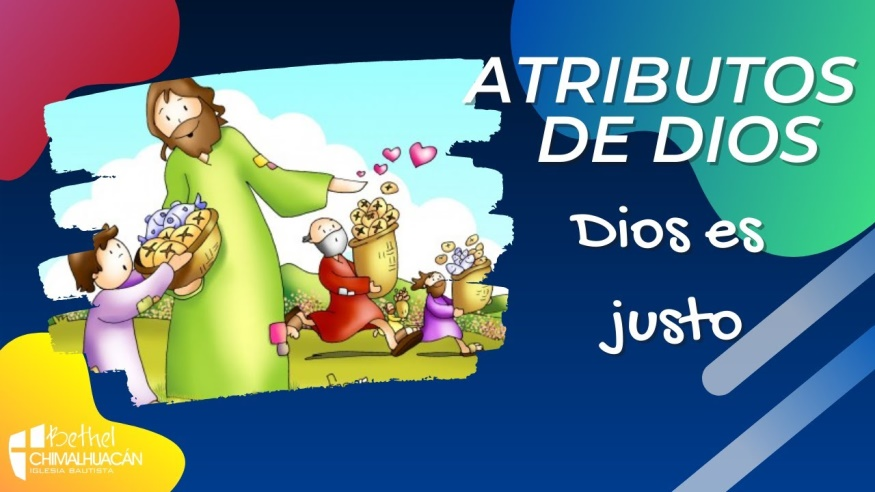 ATRIBUTOS
DE DIOS
Dios es
justo
Bethel
CHIMALHUACÁN
IGLESIA BAUTISTA